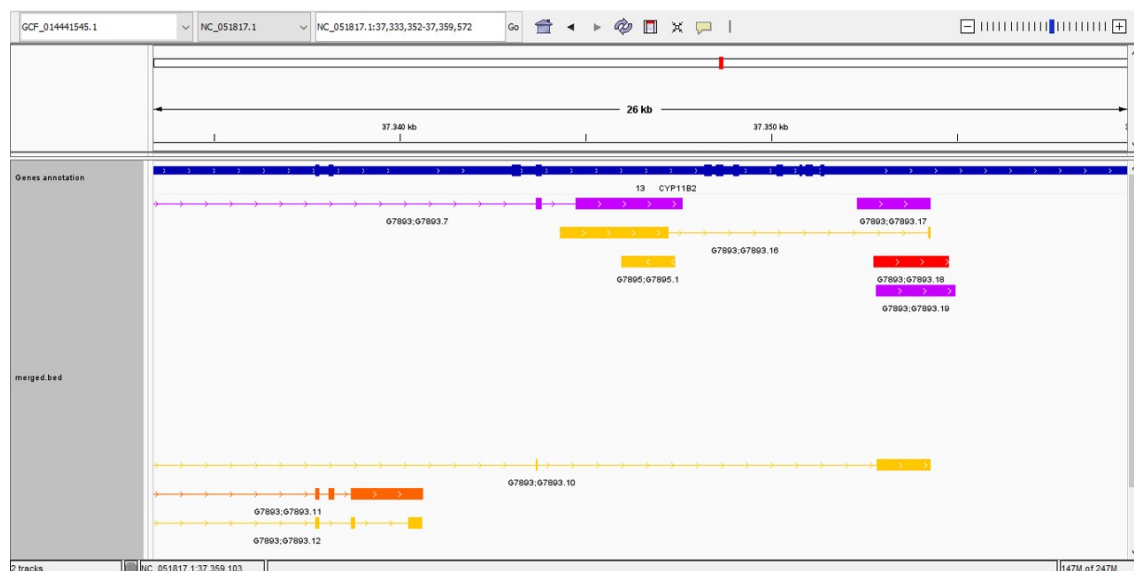 GCF_014441545.1 NC_051817.1 NC_051817.1:37,333,352-37,359,572 Go
26 kb
37.340 kb 37.350 kb
Genes annotation
13 CYP11B2
G7893;G7893.7 G7893;G7893.17
G7893;G7893.16
G7895;G7895.1 G7893;G7893.18
G7893;G7893.19
merged.bed
G7893;G7893.10
G7893;G7893.11
G7893;G7893.12
2 tracks NC_051817.1:37.359.103 147M of 247M